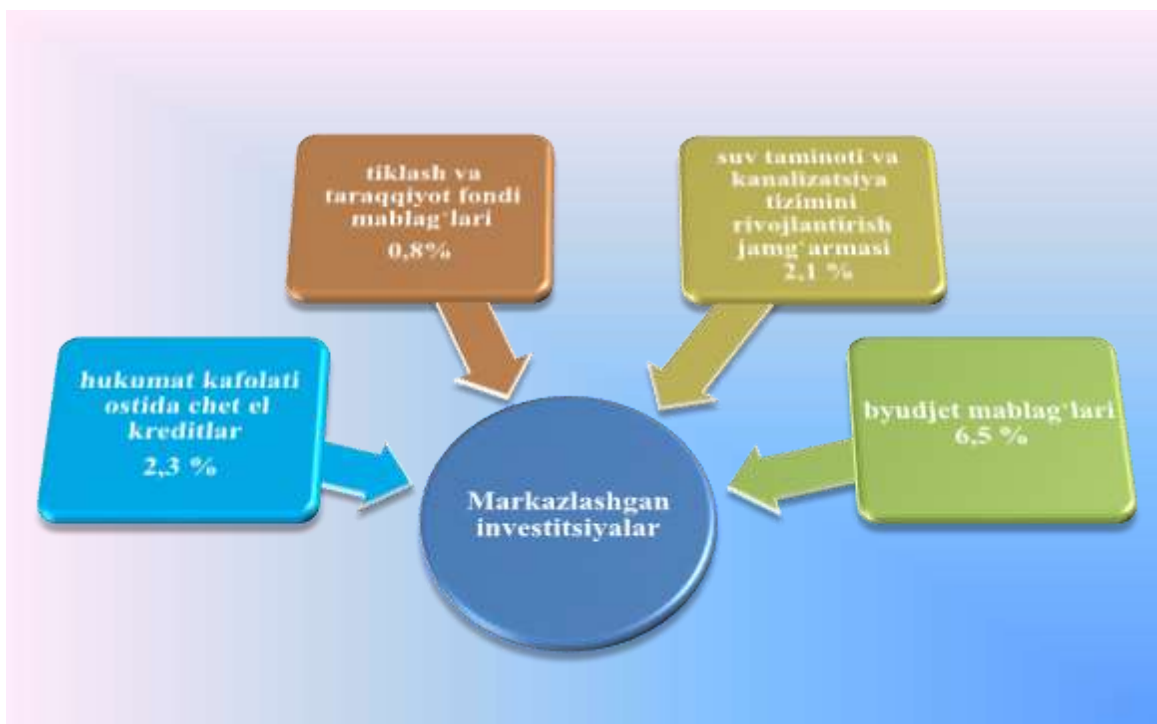 tiklash va
taraqqiyot fondi
mablag‘lari
0,8%
suv taminoti va
kanalizatsiya
tizimini
rivojlantirish
jamg‘armasi
2,1 %
hukumat kafolati
ostida chet el
kreditlar
2,3 %
byudjet mablag‘lari
6,5 %
Markazlashgan
investitsiyalar